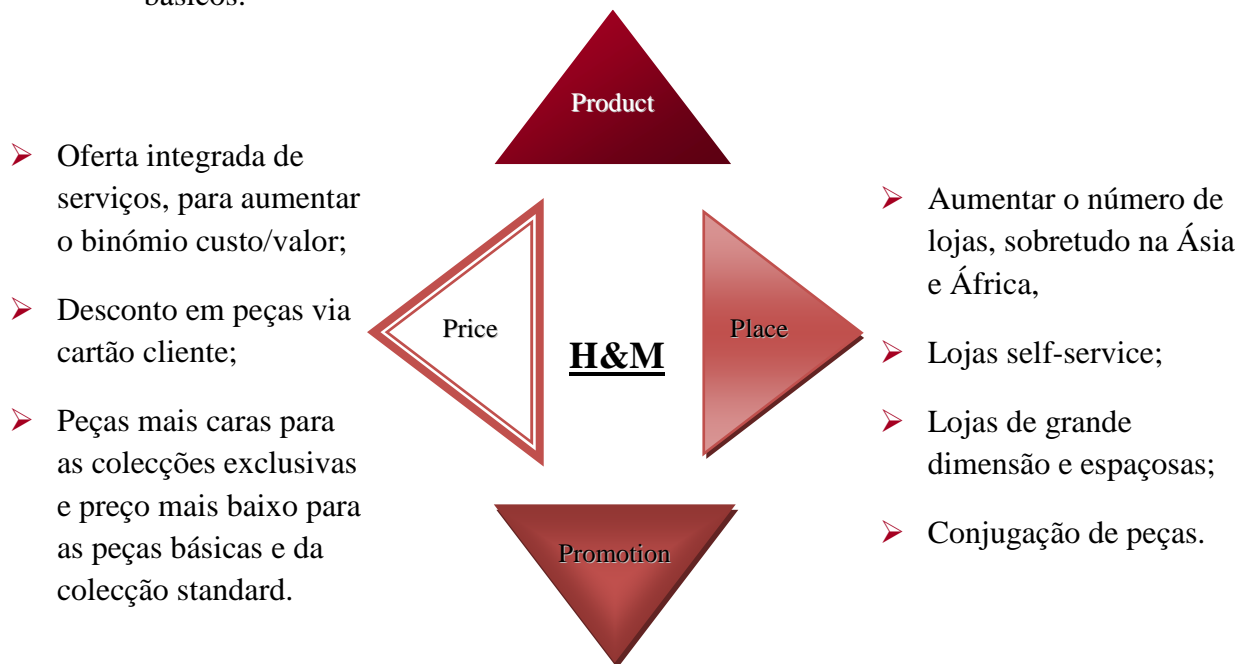 básicos.
Product
Oferta integrada de
serviços, para aumentar
o binómio custo/valor;
Desconto em peças via
cartão cliente;
Peças mais caras para
as colecções exclusivas
e preço mais baixo para
as peças básicas e da
colecção standard.
Price
H&M
Place
Aumentar o número de
lojas, sobretudo na Ásia
e África,
Lojas self-service;
Lojas de grande
dimensão e espaçosas;
Conjugação de peças.
Promotion